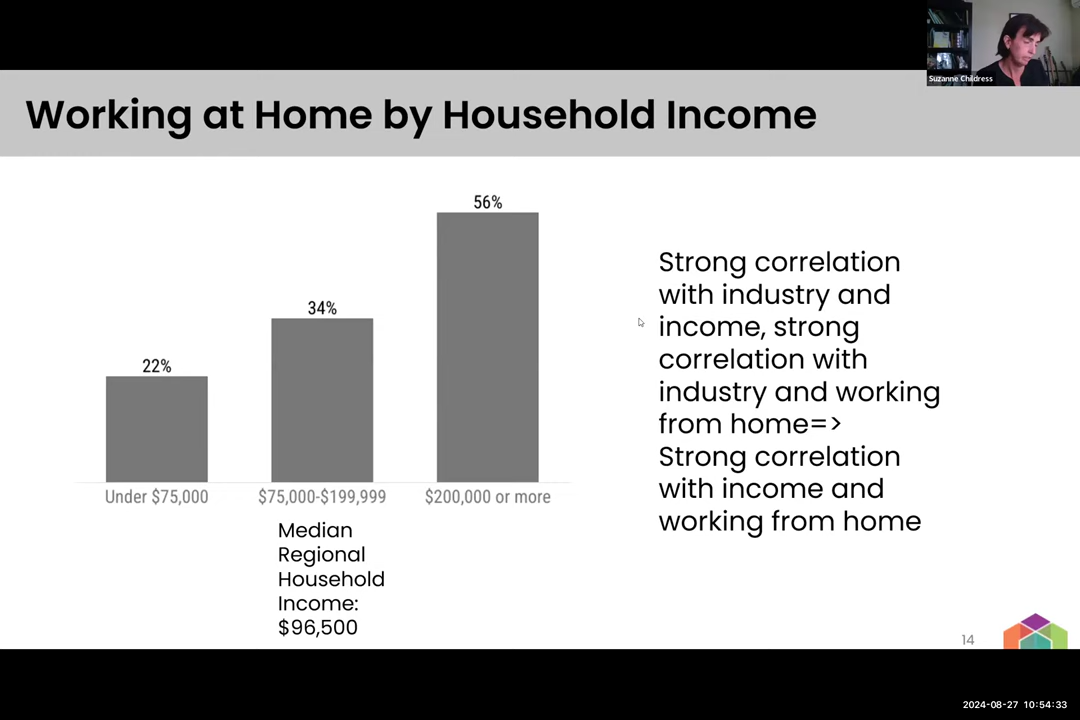 Suzanne Childress
Working at Home by Household Income
56%
34%
22%
Under $75,000
$75,000-$199,999
$200,000 or more
Median
Regional
Household
Income:
$96,500
Strong correlation
with industry and
income, strong
correlation with
industry and working
from home=>
Strong correlation
with income and
working from home
14
2024-08-27 10:54:33